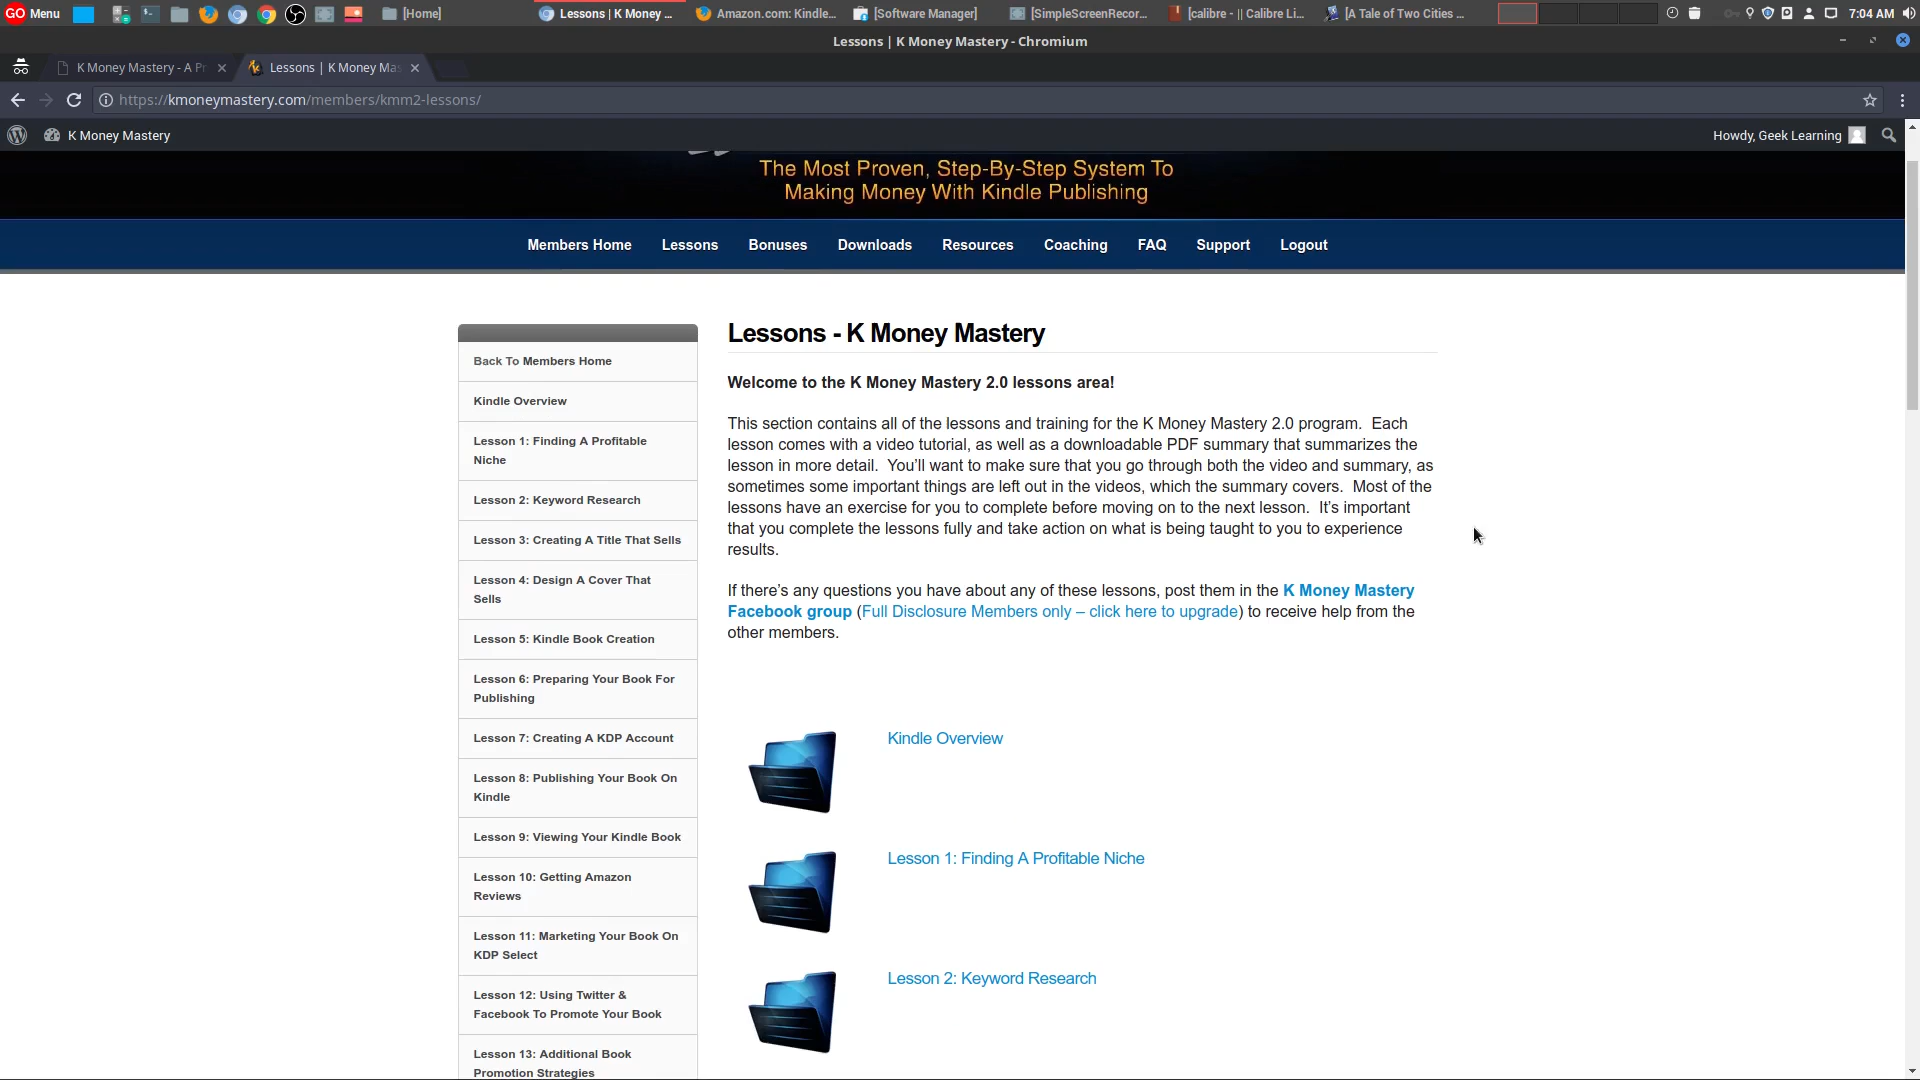 GO Menu
[Home]
Lessons | K Money ...
Amazon.com: Kindle...
[Software Manager]
[SimpleScreenRecor...
[calibre - || Calibre Li...
[A Tale of Two Cities ...
7:04 AM
Lessons | K Money Mastery - Chromium
K Money Mastery - A Pr
Lessons | K Money Mas
https://kmoneymastery.com/members/kmm2-lessons/
K Money Mastery
Howdy, Geek Learning
The Most Proven, Step-By-Step System To
Making Money With Kindle Publishing
Members Home
Lessons
Bonuses
Downloads
Resources
Coaching
FAQ
Support
Logout
Back To Members Home
Kindle Overview
Lesson 1: Finding A Profitable
Niche
Lesson 2: Keyword Research
Lesson 3: Creating A Title That Sells
Lesson 4: Design A Cover That
Sells
Lesson 5: Kindle Book Creation
Lesson 6: Preparing Your Book For
Publishing
Lesson 7: Creating A KDP Account
Lesson 8: Publishing Your Book On
Kindle
Lesson 9: Viewing Your Kindle Book
Lesson 10: Getting Amazon
Reviews
Lesson 11: Marketing Your Book On
KDP Select
Lesson 12: Using Twitter &
Facebook To Promote Your Book
Lesson 13: Additional Book
Promotion Strategies
Lessons - K Money Mastery
Welcome to the K Money Mastery 2.0 lessons area!
This section contains all of the lessons and training for the K Money Mastery 2.0 program.  Each
lesson comes with a video tutorial, as well as a downloadable PDF summary that summarizes the
lesson in more detail.  You’ll want to make sure that you go through both the video and summary, as
sometimes some important things are left out in the videos, which the summary covers.  Most of the
lessons have an exercise for you to complete before moving on to the next lesson.  It’s important
that you complete the lessons fully and take action on what is being taught to you to experience
results.
If there’s any questions you have about any of these lessons, post them in the K Money Mastery
Facebook group (Full Disclosure Members only – click here to upgrade) to receive help from the
other members.
Kindle Overview
Lesson 1: Finding A Profitable Niche
Lesson 2: Keyword Research